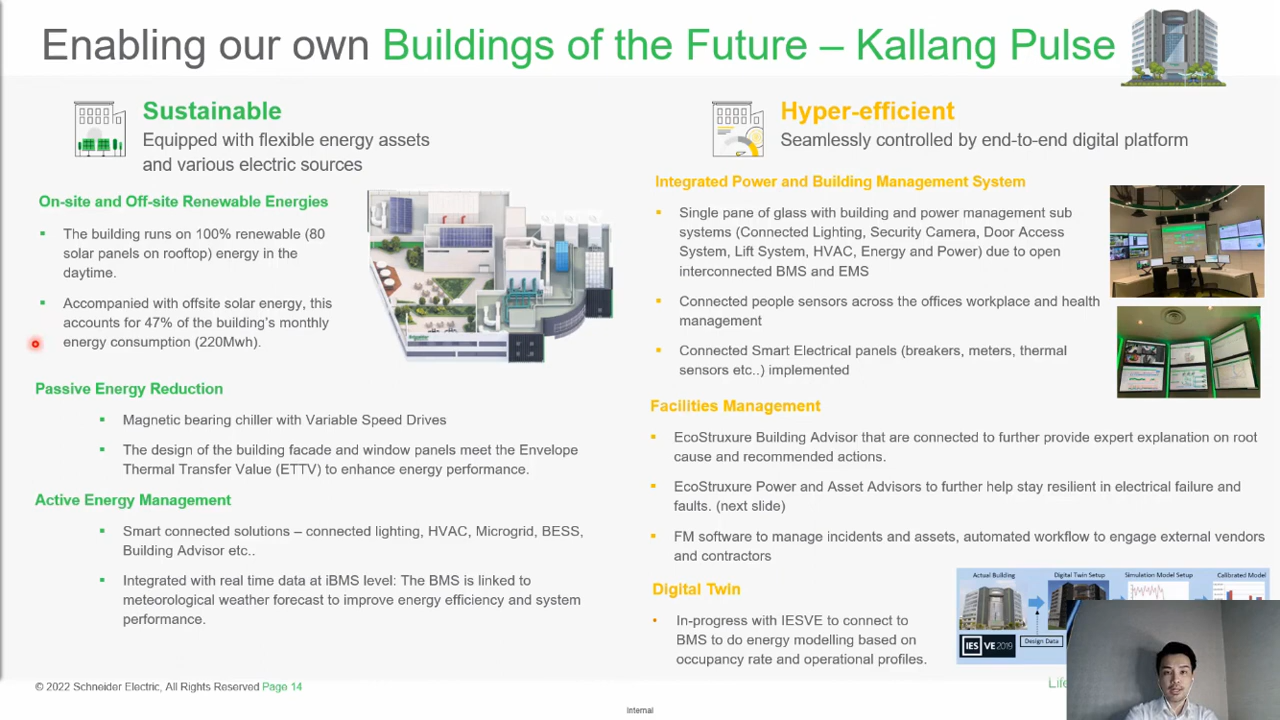 Enabling our own Buildings of the Future – Kallang Pulse
Sustainable
Equipped with flexible energy assets
and various electric sources
On-site and Off-site Renewable Energies
The building runs on 100% renewable (80
solar panels on rooftop) energy in the
daytime.
Accompanied with offsite solar energy, this
accounts for 47% of the building's monthly
energy consumption (220Mwh).
Passive Energy Reduction
Magnetic bearing chiller with Variable Speed Drives
The design of the building facade and window panels meet the Envelope
Thermal Transfer Value (ETTV) to enhance energy performance.
Active Energy Management
Smart connected solutions – connected lighting, HVAC, Microgrid, BESS,
Building Advisor etc..
Integrated with real time data at iBMS level: The BMS is linked to
meteorological weather forecast to improve energy efficiency and system
performance.
Hyper-efficient
Seamlessly controlled by end-to-end digital platform
Integrated Power and Building Management System
Single pane of glass with building and power management sub
systems (Connected Lighting, Security Camera, Door Access
System, Lift System, HVAC, Energy and Power) due to open
interconnected BMS and EMS
Connected people sensors across the offices workplace and health
management
Connected Smart Electrical panels (breakers, meters, thermal
sensors etc..) implemented
Facilities Management
EcoStruxure Building Advisor that are connected to further provide expert explanation on root
cause and recommended actions.
EcoStruxure Power and Asset Advisors to further help stay resilient in electrical failure and
faults. (next slide)
FM software to manage incidents and assets, automated workflow to engage external vendors
and contractors
Digital Twin
In-progress with IESVE to connect to
BMS to do energy modelling based on
occupancy rate and operational profiles.
Actual Building Digital Twin Setup Simulation Model Setup Calibrated Model
IES VE 2019
Design Data
© 2022 Schneider Electric, All Rights Reserved Page 14
Internal